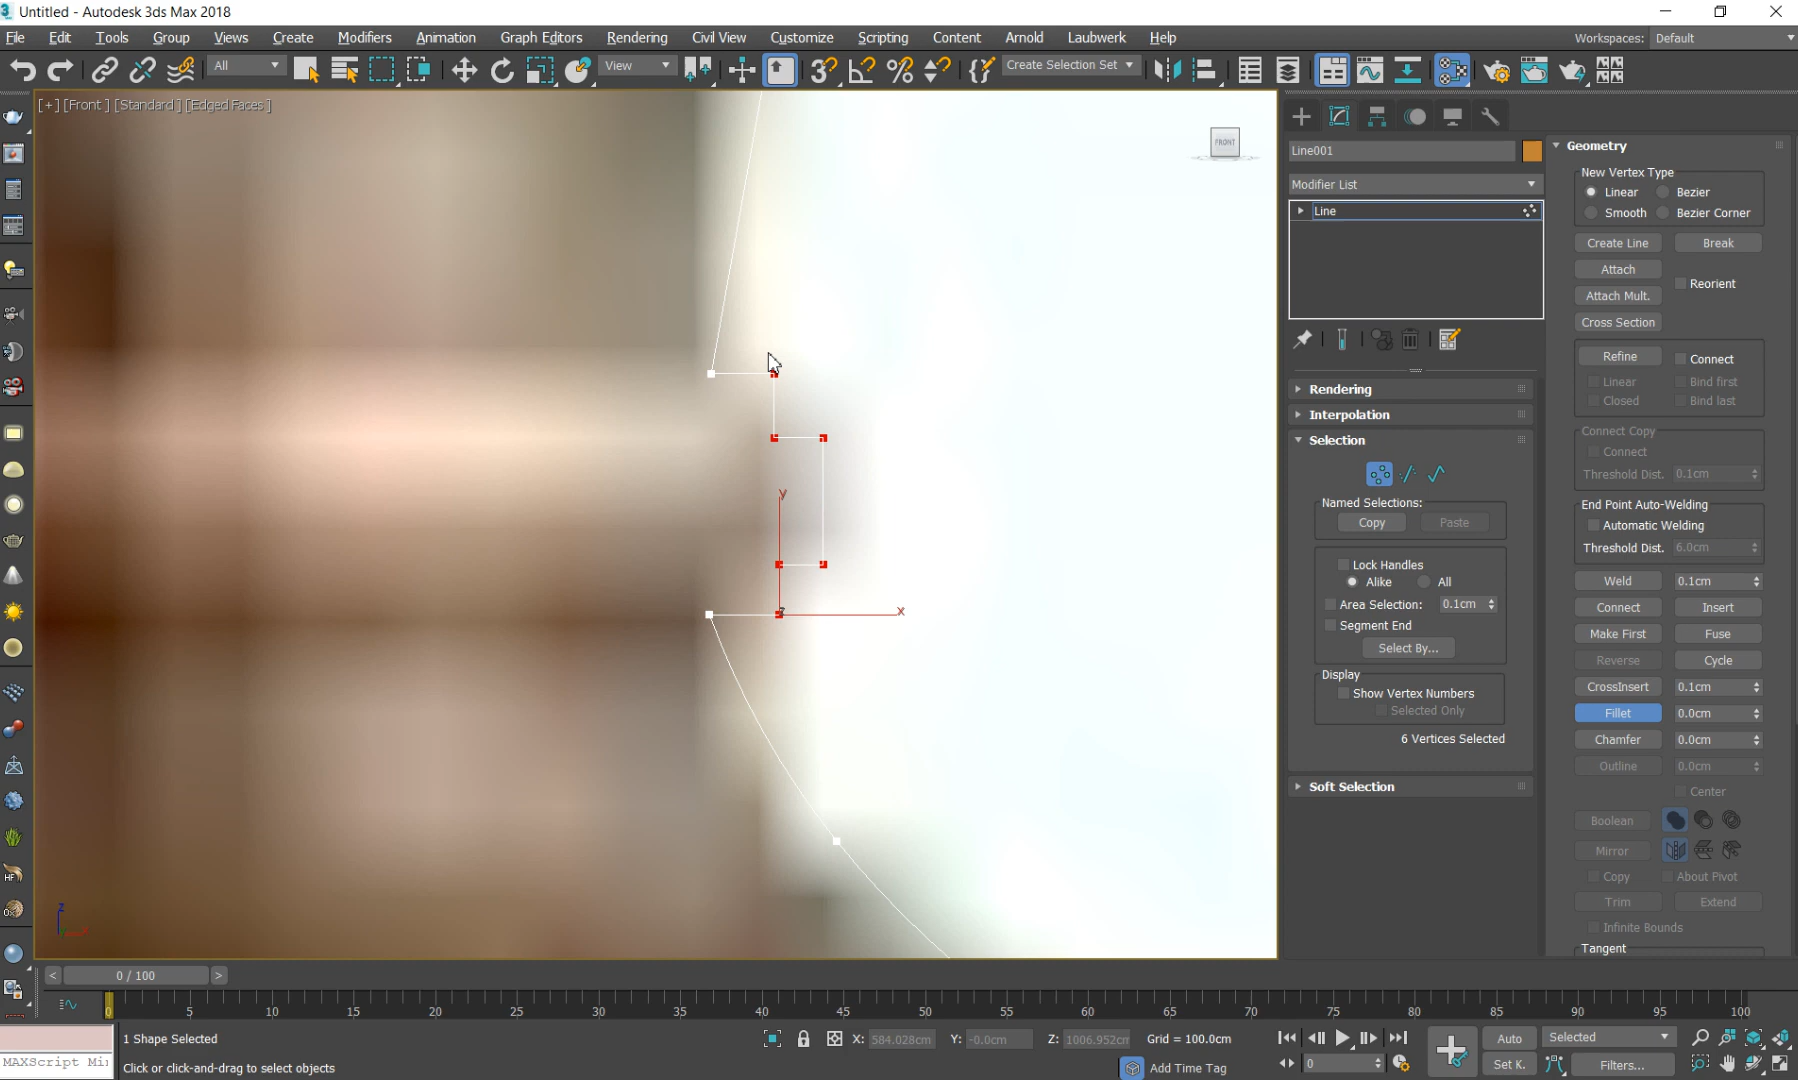 Untitled - Autodesk 3ds Max 2018
File Edit Tools Group Views Create Modifiers Animation Graph Editors Rendering Civil View Customize Scripting Content Arnold Laubwerk Help
Workspaces: Default
All
View
Create Selection Set
[+] [Front ] [Standard ] [Edged Faces ]
FRONT
Line001
Modifier List
Line
Rendering
Interpolation
Selection
Named Selections:
Copy Paste
Lock Handles
Alike All
Area Selection: 0.1cm
Segment End
Select By...
Display
Show Vertex Numbers
Selected Only
6 Vertices Selected
Soft Selection
Geometry
New Vertex Type
Linear Bezier
Smooth Bezier Corner
Create Line Break
Attach
Reorient
Attach Mult.
Cross Section
Refine Connect
Linear Bind first
Closed Bind last
Connect Copy
Connect
Threshold Dist. 0.1cm
End Point Auto-Welding
Automatic Welding
Threshold Dist. 6.0cm
Weld 0.1cm
Connect Insert
Make First Fuse
Reverse Cycle
CrossInsert 0.1cm
Fillet 0.0cm
Chamfer 0.0cm
Outline 0.0cm
Center
Boolean
Mirror
Copy About Pivot
Trim Extend
Infinite Bounds
Tangent
y
x
z
< 0 / 100 >
0 5 10 15 20 25 30 35 40 45 50 55 60 65 70 75 80 85 90 95 100
1 Shape Selected
X: 584.028cm Y: -0.0cm Z: 1006.952cm Grid = 100.0cm
Auto Selected
MAXScript Mi
Click or click-and-drag to select objects
Add Time Tag
0
Set K. Filters...